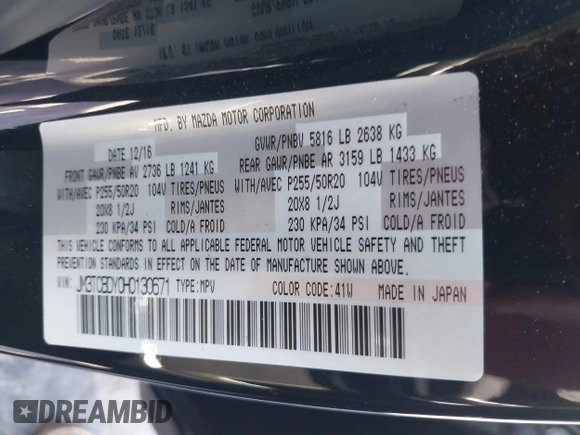 MFD. BY MAZDA MOTOR CORPORATION
DATE 12/16
GVWR/PNBV 5816 LB 2638 KG
FRONT GAWR/PNBE AV 2736 LB 1241 KG
REAR GAWR/PNBE AR 3159 LB 1433 KG
WITH/AVEC P255/50R20 104V TIRES/PNEUS
WITH/AVEC P255/50R20 104V TIRES/PNEUS
20X8 1/2J RIMS/JANTES
20X8 1/2J RIMS/JANTES
230 KPA/34 PSI COLD/A FROID
230 KPA/34 PSI COLD/A FROID
THIS VEHICLE CONFORMS TO ALL APPLICABLE FEDERAL MOTOR VEHICLE SAFETY AND THEFT
PREVENTION STANDARDS IN EFFECT ON THE DATE OF MANUFACTURE SHOWN ABOVE.
VIN: JM3TCBDY0H0130671 TYPE:MPV COLOR CODE:41W MADE IN JAPAN
DREAMBID